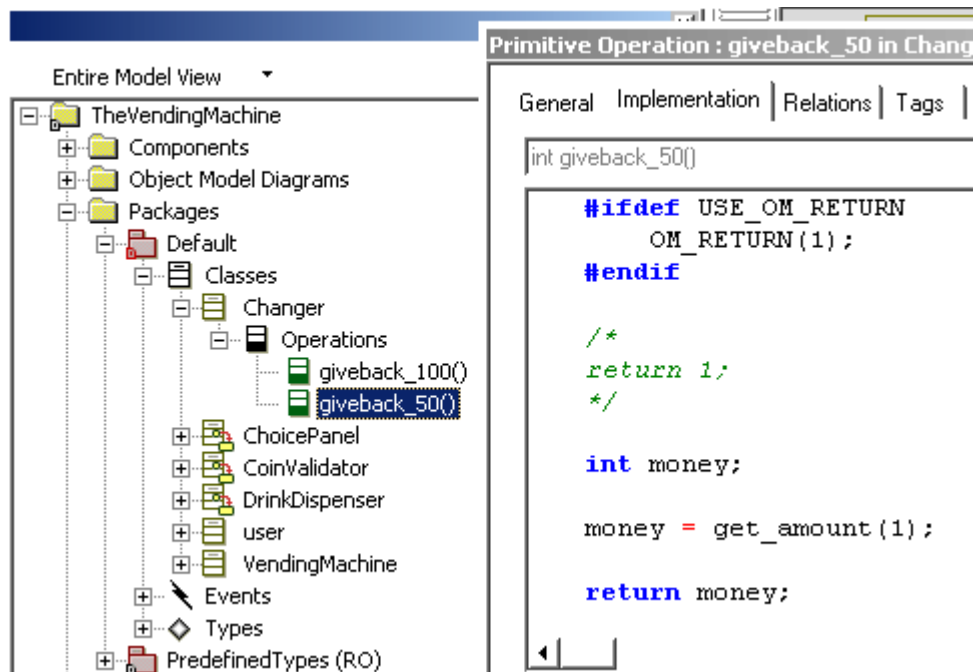 Entire Model View
TheVendingMachine
Components
Object Model Diagrams
Packages
Default
Classes
Changer
Operations
giveback_100()
giveback_50()
ChoicePanel
CoinValidator
DrinkDispenser
user
VendingMachine
Events
Types
PredefinedTypes (RO)
Primitive Operation : giveback_50 in Chang
General Implementation Relations Tags
int giveback_50()
#ifdef USE_OM_RETURN
OM_RETURN(1);
#endif
/*
return 1;
*/
int money;
money = get_amount(1);
return money;